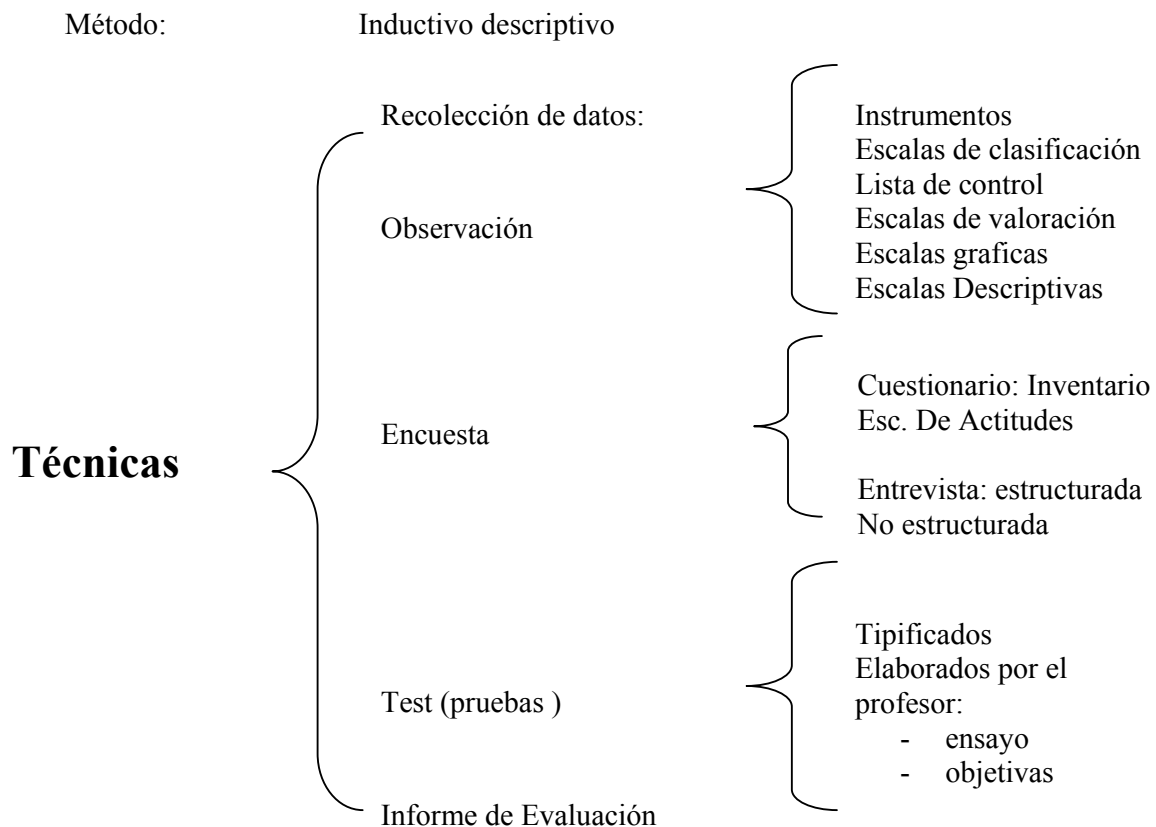 Método: Inductivo descriptivo
Recolección de datos:
Instrumentos
Escalas de clasificación
Lista de control
Observación
Escalas de valoración
Escalas graficas
Escalas Descriptivas
Cuestionario: Inventario
Esc. De Actitudes
Encuesta
Técnicas
Entrevista: estructurada
No estructurada
Tipificados
Elaborados por el
profesor:
- ensayo
- objetivas
Test (pruebas )
Informe de Evaluación